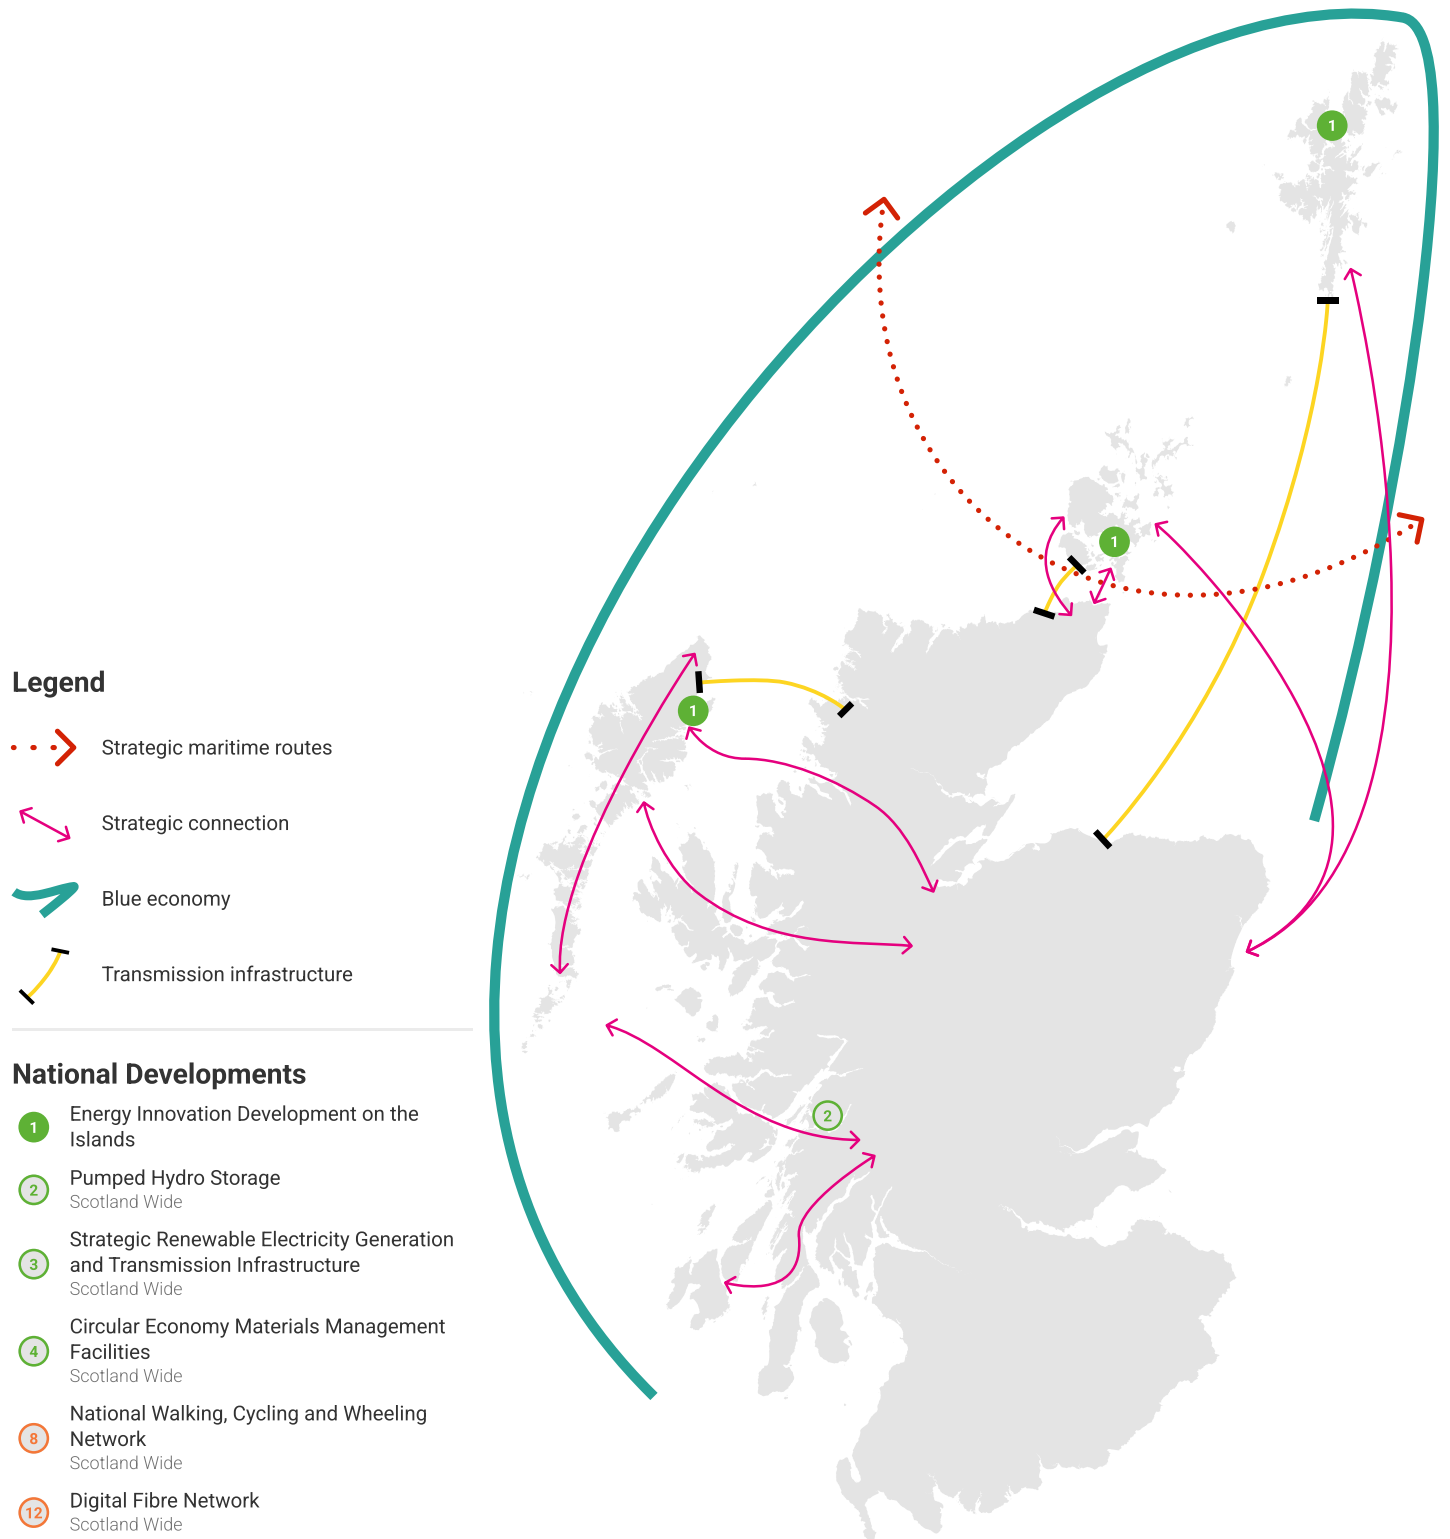 Legend
Strategic maritime routes
Strategic connection
Blue economy
Transmission infrastructure
National Developments
1 Energy Innovation Development on the
Islands
2 Pumped Hydro Storage
Scotland Wide
3 Strategic Renewable Electricity Generation
and Transmission Infrastructure
Scotland Wide
4 Circular Economy Materials Management
Facilities
Scotland Wide
8 National Walking, Cycling and Wheeling
Network
Scotland Wide
12 Digital Fibre Network
Scotland Wide
1
1
1
2